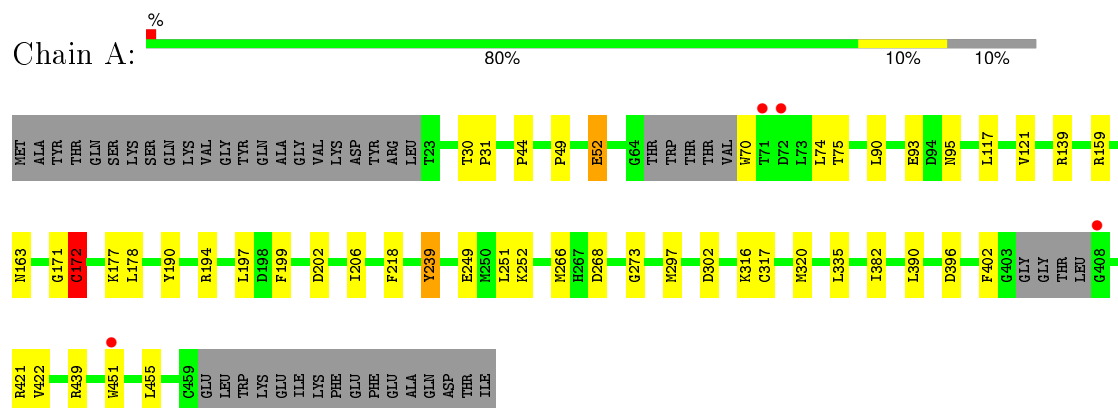 %
Chain A:
80% 10% 10%
MET ALA TYR THR GLN SER LYS SER GLN LYS VAL GLY TYR GLN ALA GLY VAL LYS ASP TYR ARG LEU T23 T30 P31 P44 P49 E52 G64 THR TRP THR THR VAL W70 T71 D72 L73 L74 T75 L90 E93 D94 N95 L117 V121 R139 R159
N163 G171 C172 K177 L178 Y190 R194 L197 D198 F199 D202 I206 F218 Y239 E249 M250 L251 K252 M266 H267 D268 G273 M297 D302 K316 C317 M320 L335 I382 L390 D396 F402 G403 GLY GLY THR LEU G408
R421 V422 R439 W451 L455 C459 GLU LEU TRP LYS GLU ILE LYS PHE GLU PHE GLU ALA GLN ASP THR ILE